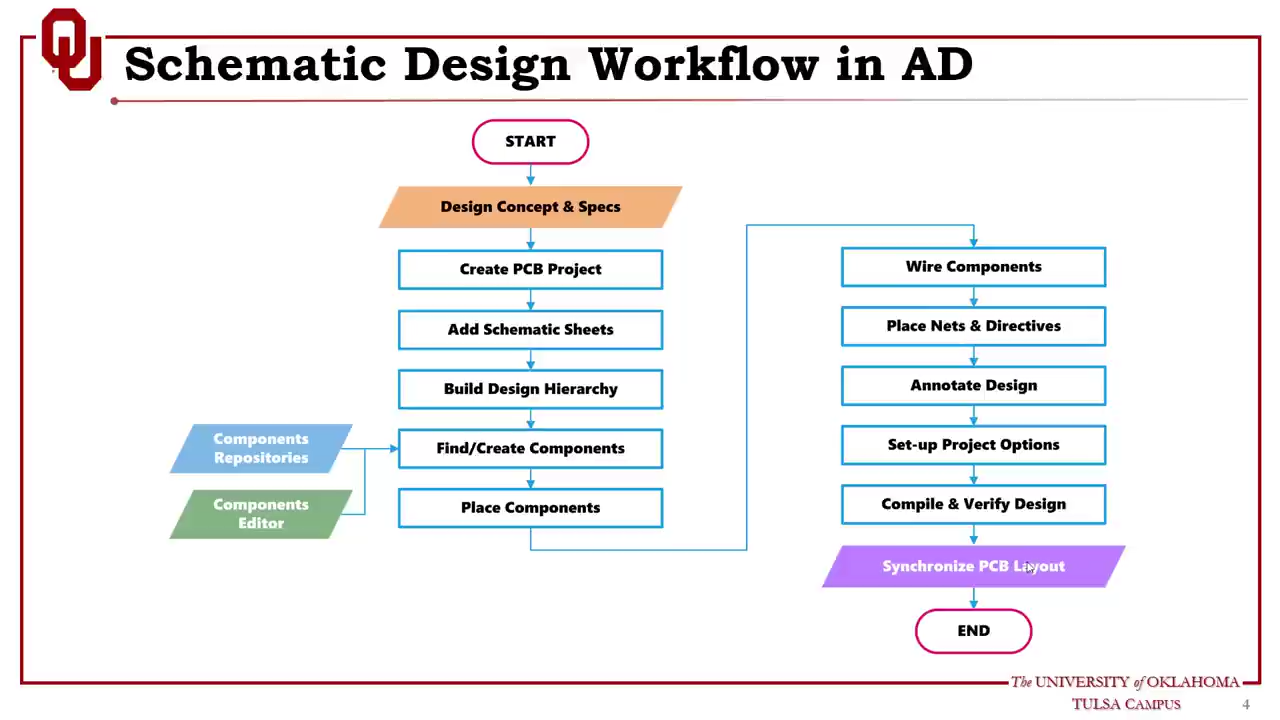 OU
Schematic Design Workflow in AD
START
Design Concept & Specs
Create PCB Project
Add Schematic Sheets
Build Design Hierarchy
Components
Repositories
Find/Create Components
Components
Editor
Place Components
Wire Components
Place Nets & Directives
Annotate Design
Set-up Project Options
Compile & Verify Design
Synchronize PCB Layout
END
The UNIVERSITY of OKLAHOMA
TULSA CAMPUS
4